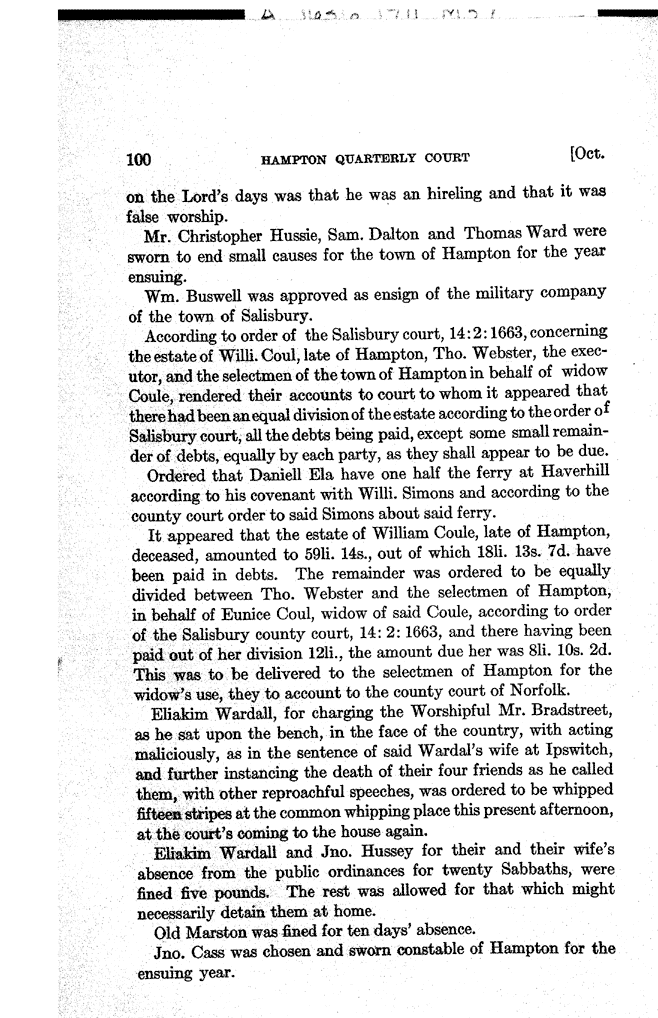 100 HAMPTON QUARTERLY COURT [Oct.
on the Lord's days was that he was an hireling and that it was
false worship.
Mr. Christopher Hussie, Sam. Dalton and Thomas Ward were
sworn to end small causes for the town of Hampton for the year
ensuing.
Wm. Buswell was approved as ensign of the military company
of the town of Salisbury.
According to order of the Salisbury court, 14:2:1663, concerning
the estate of Willi. Coul, late of Hampton, Tho. Webster, the exec-
utor, and the selectmen of the town of Hampton in behalf of widow
Coule, rendered their accounts to court to whom it appeared that
there had been an equal division of the estate according to the order of
Salisbury court, all the debts being paid, except some small remain-
der of debts, equally by each party, as they shall appear to be due.
Ordered that Daniell Ela have one half the ferry at Haverhill
according to his covenant with Willi. Simons and according to the
county court order to said Simons about said ferry.
It appeared that the estate of William Coule, late of Hampton,
deceased, amounted to 59li. 14s., out of which 18li. 13s. 7d. have
been paid in debts. The remainder was ordered to be equally
divided between Tho. Webster and the selectmen of Hampton,
in behalf of Eunice Coul, widow of said Coule, according to order
of the Salisbury county court, 14: 2: 1663, and there having been
paid out of her division 12li., the amount due her was 8li. 10s. 2d.
This was to be delivered to the selectmen of Hampton for the
widow's use, they to account to the county court of Norfolk.
Eliakim Wardall, for charging the Worshipful Mr. Bradstreet,
as he sat upon the bench, in the face of the country, with acting
maliciously, as in the sentence of said Wardal's wife at Ipswitch,
and further instancing the death of their four friends as he called
them, with other reproachful speeches, was ordered to be whipped
fifteen stripes at the common whipping place this present afternoon,
at the court's coming to the house again.
Eliakim Wardall and Jno. Hussey for their and their wife's
absence from the public ordinances for twenty Sabbaths, were
fined five pounds. The rest was allowed for that which might
necessarily detain them at home.
Old Marston was fined for ten days' absence.
Jno. Cass was chosen and sworn constable of Hampton for the
ensuing year.